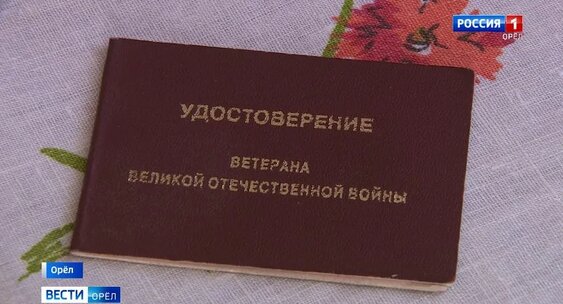 РОССИЯ 1
ОРЁЛ
УДОСТОВЕРЕНИЕ
ВЕТЕРАНА
ВЕЛИКОЙ ОТЕЧЕСТВЕННОЙ ВОЙНЫ
Орёл
ВЕСТИ ОРЁЛ